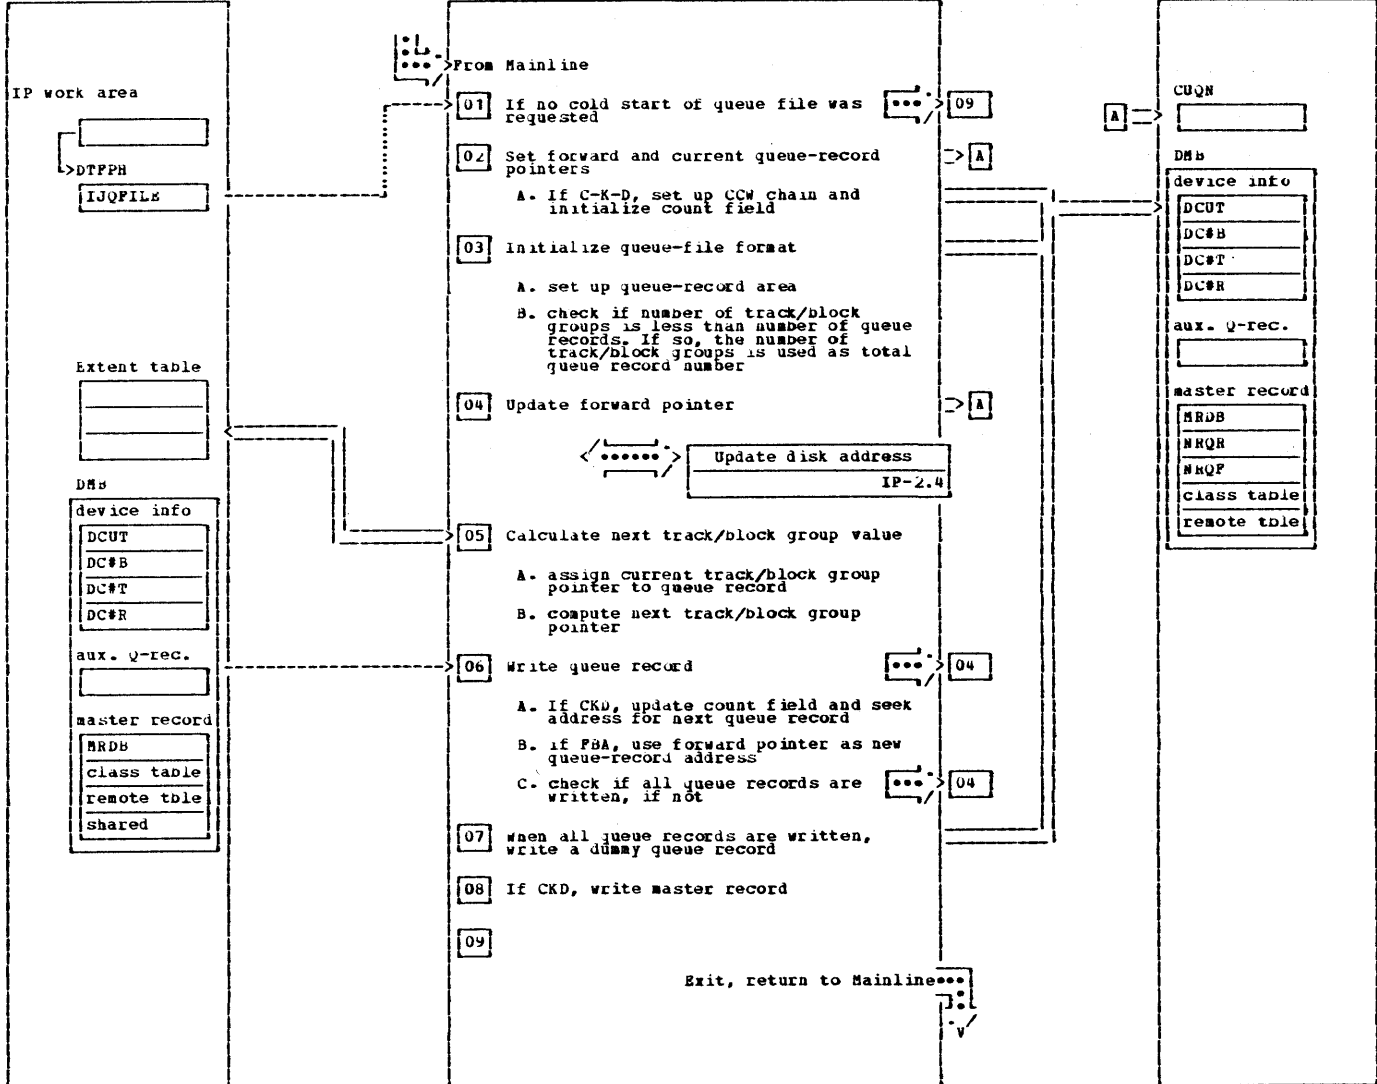 IP work area
DTFPH
IJQFILE
Extent table
DMB
device info
DCUT
DC#B
DC#T
DC#R
aux. Q-rec.
master record
MRDB
class table
remote tble
shared
From Mainline
01 If no cold start of queue file was
requested
09
02 Set forward and current queue-record
pointers
A
A. If C-K-D, set up CCW chain and
initialize count field
03 Initialize queue-file format
A. set up queue-record area
B. check if number of track/block
groups is less than number of queue
records. If so, the number of
track/block groups is used as total
queue record number
04 Update forward pointer
A
Update disk address
IP-2.4
05 Calculate next track/block group value
A. assign current track/block group
pointer to queue record
B. compute next track/block group
pointer
06 Write queue record
04
A. If CKD, update count field and seek
address for next queue record
B. if FBA, use forward pointer as new
queue-record address
C. check if all queue records are
written, if not
04
07 When all queue records are written,
write a dummy queue record
08 If CKD, write master record
09
Exit, return to Mainline
A
CUQN
DMB
device info
DCUT
DC#B
DC#T
DC#R
aux. Q-rec.
master record
MRDB
NRQR
NRQF
class table
remote tble